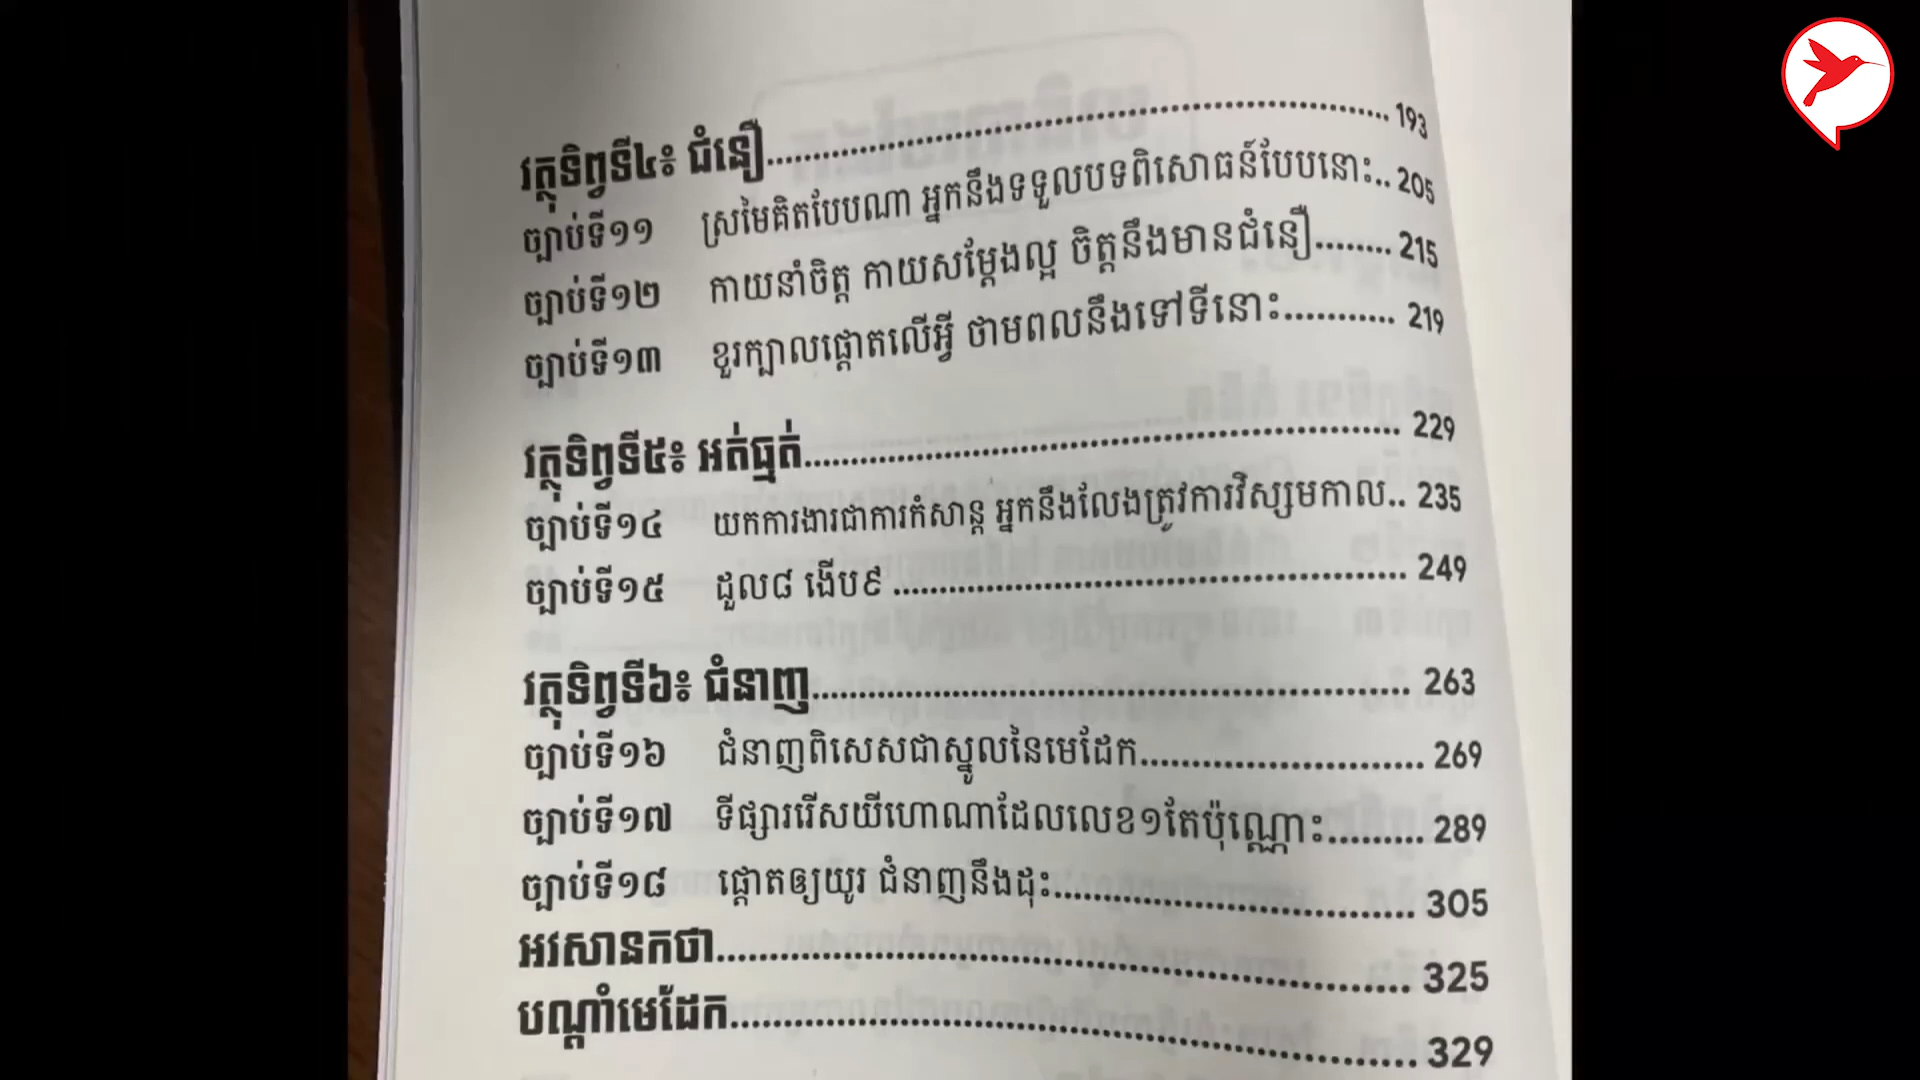 វត្ថុទិព្វទី៤៖ ជំនឿ........................................ 193
ច្បាប់ទី១១ ស្រមៃគិតបែបណា អ្នកនឹងទទួលបទពិសោធន៍បែបនោះ.. 205
ច្បាប់ទី១២ កាយនាំចិត្ត កាយសម្ដែងល្អ ចិត្តនឹងមានជំនឿ........ 215
ច្បាប់ទី១៣ ខួរក្បាលផ្ដោតលើអ្វី ថាមពលនឹងទៅទីនោះ........... 219
វត្ថុទិព្វទី៥៖ អត់ធ្មត់........................................ 229
ច្បាប់ទី១៤ យកការងារជាការកំសាន្ត អ្នកនឹងលែងត្រូវការវិស្សមកាល.. 235
ច្បាប់ទី១៥ ដួល៨ ងើប៩ ........................................ 249
វត្ថុទិព្វទី៦៖ ជំនាញ........................................ 263
ច្បាប់ទី១៦ ជំនាញពិសេសជាស្នូលនៃមេដែក........................ 269
ច្បាប់ទី១៧ ទីផ្សាររើសយីហោណាដែលលេខ១តែប៉ុណ្ណោះ......... 289
ច្បាប់ទី១៨ ផ្ដោតឲ្យយូរ ជំនាញនឹងដុះ.............................. 305
អវសានកថា.................................................. 325
បណ្ដាំមេដែក.................................................. 329